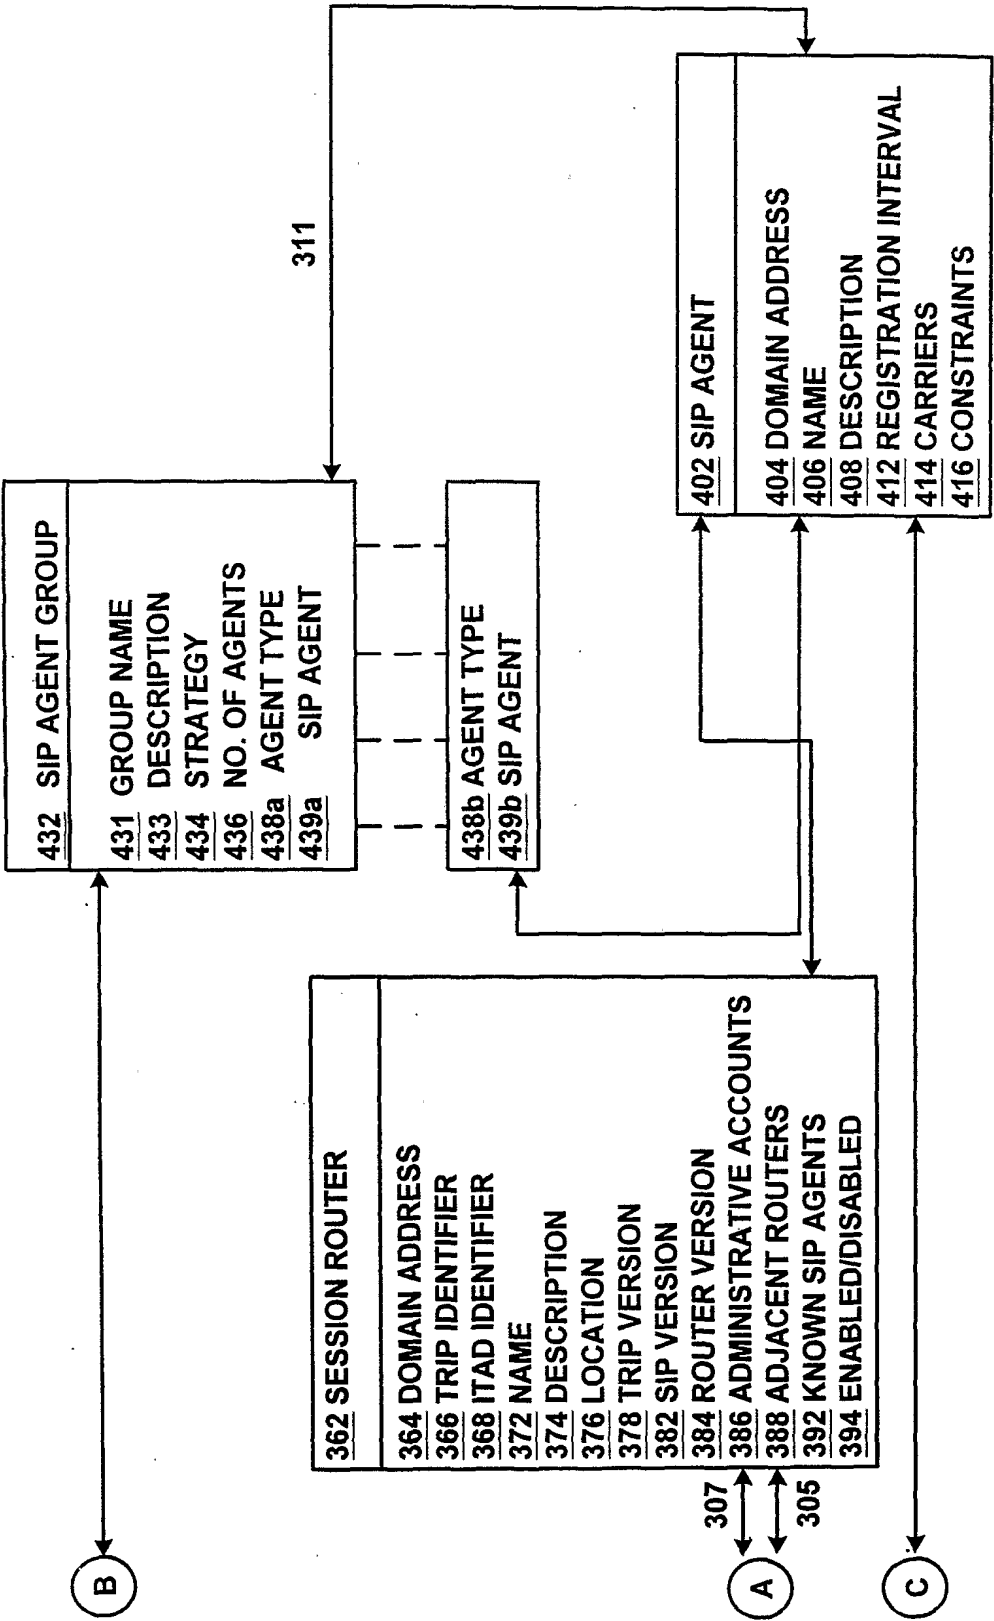 432 SIP AGENT GROUP
431 GROUP NAME
433 DESCRIPTION
434 STRATEGY
436 NO. OF AGENTS
438a AGENT TYPE
439a SIP AGENT
438b AGENT TYPE
439b SIP AGENT
311
B
362 SESSION ROUTER
364 DOMAIN ADDRESS
366 TRIP IDENTIFIER
368 ITAD IDENTIFIER
372 NAME
374 DESCRIPTION
376 LOCATION
378 TRIP VERSION
382 SIP VERSION
384 ROUTER VERSION
386 ADMINISTRATIVE ACCOUNTS
388 ADJACENT ROUTERS
392 KNOWN SIP AGENTS
394 ENABLED/DISABLED
307
305
A
402 SIP AGENT
404 DOMAIN ADDRESS
406 NAME
408 DESCRIPTION
412 REGISTRATION INTERVAL
414 CARRIERS
416 CONSTRAINTS
C